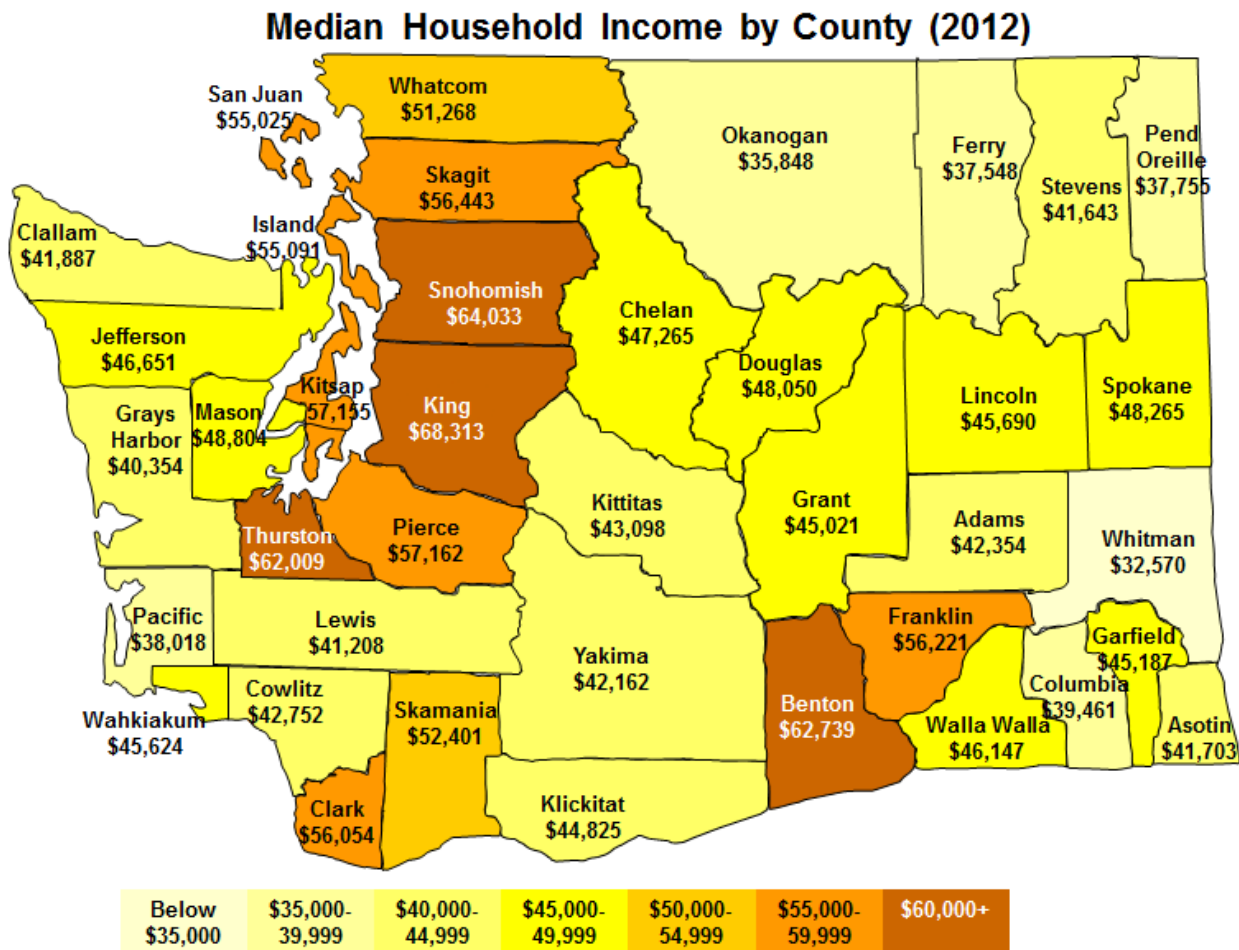 Median Household Income by County (2012)
Whatcom
$51,268
San Juan
$55,025
Okanogan
$35,848
Ferry
$37,548
Pend
Oreille
$37,755
Stevens
$41,643
Skagit
$56,443
Island
$55,091
Clallam
$41,887
Snohomish
$64,033
Chelan
$47,265
Jefferson
$46,651
Douglas
$48,050
Lincoln
$45,690
Spokane
$48,265
Kitsap
57,155
King
$68,313
Grays
Harbor
$40,354
Mason
$48,804
Kittitas
$43,098
Grant
$45,021
Adams
$42,354
Whitman
$32,570
Thurston
$62,009
Pierce
$57,162
Pacific
$38,018
Lewis
$41,208
Yakima
$42,162
Franklin
$56,221
Garfield
$45,187
Columbia
$39,461
Wahkiakum
$45,624
Cowlitz
$42,752
Skamania
$52,401
Benton
$62,739
Walla Walla
$46,147
Asotin
$41,703
Clark
$56,054
Klickitat
$44,825
Below
$35,000
$35,000-
39,999
$40,000-
44,999
$45,000-
49,999
$50,000-
54,999
$55,000-
59,999
$60,000+